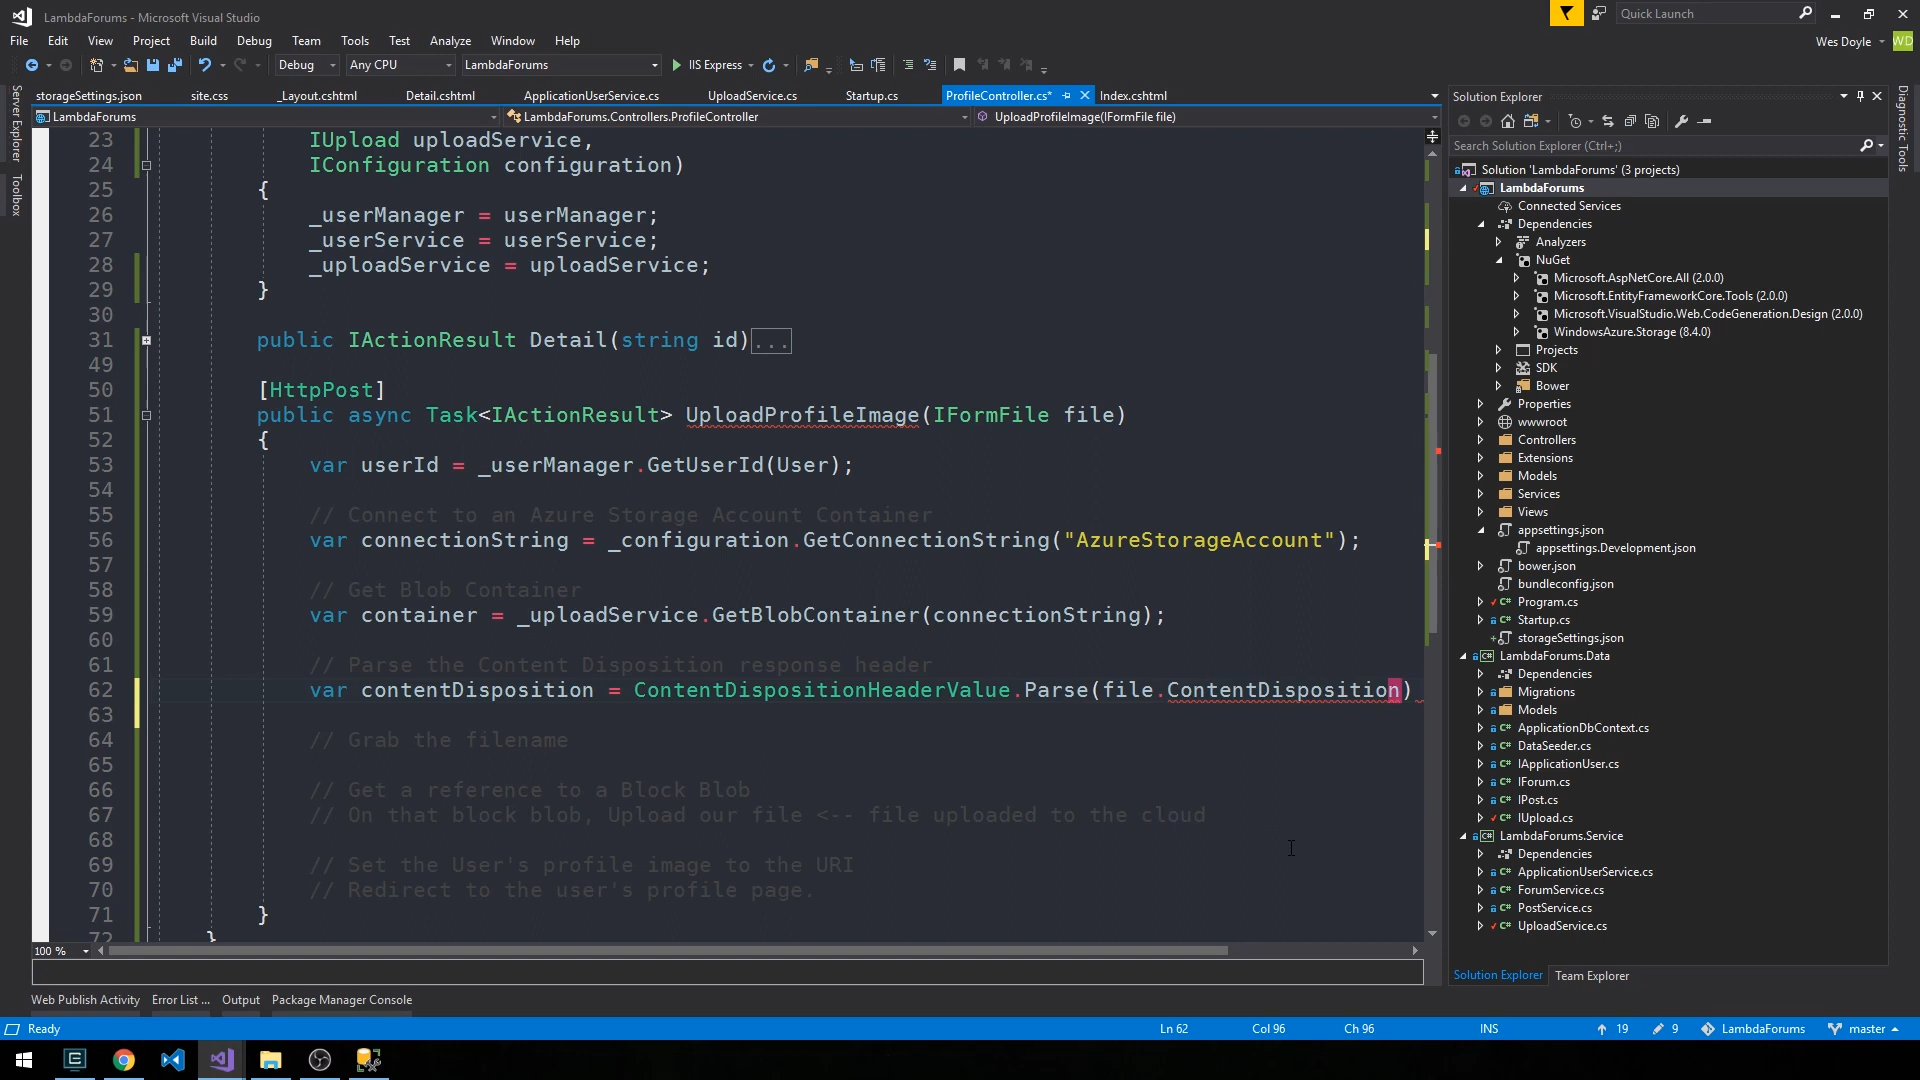 LambdaForums - Microsoft Visual Studio
Quick Launch
File Edit View Project Build Debug Team Tools Test Analyze Window Help
Wes Doyle WD
Debug Any CPU LambdaForums IIS Express
storageSettings.json site.css _Layout.cshtml Detail.cshtml ApplicationUserService.cs UploadService.cs Startup.cs ProfileController.cs* Index.cshtml
LambdaForums LambdaForums.Controllers.ProfileController UploadProfileImage(IFormFile file)
Server Explorer
Toolbox
23 IUpload uploadService,
24 IConfiguration configuration)
25 {
26 _userManager = userManager;
27 _userService = userService;
28 _uploadService = uploadService;
29 }
30
31 public IActionResult Detail(string id)...
49
50 [HttpPost]
51 public async Task<IActionResult> UploadProfileImage(IFormFile file)
52 {
53 var userId = _userManager.GetUserId(User);
54
55 // Connect to an Azure Storage Account Container
56 var connectionString = _configuration.GetConnectionString("AzureStorageAccount");
57
58 // Get Blob Container
59 var container = _uploadService.GetBlobContainer(connectionString);
60
61 // Parse the Content Disposition response header
62 var contentDisposition = ContentDispositionHeaderValue.Parse(file.ContentDisposition)
63
64 // Grab the filename
65
66 // Get a reference to a Block Blob
67 // On that block blob, Upload our file <-- file uploaded to the cloud
68
69 // Set the User's profile image to the URI
70 // Redirect to the user's profile page.
71 }
72 }
100 %
Web Publish Activity Error List ... Output Package Manager Console
Solution Explorer
Search Solution Explorer (Ctrl+;)
Solution 'LambdaForums' (3 projects)
LambdaForums
Connected Services
Dependencies
Analyzers
NuGet
Microsoft.AspNetCore.All (2.0.0)
Microsoft.EntityFrameworkCore.Tools (2.0.0)
Microsoft.VisualStudio.Web.CodeGeneration.Design (2.0.0)
WindowsAzure.Storage (8.4.0)
Projects
SDK
Bower
Properties
wwwroot
Controllers
Extensions
Models
Services
Views
appsettings.json
appsettings.Development.json
bower.json
bundleconfig.json
C# Program.cs
C# Startup.cs
storageSettings.json
C# LambdaForums.Data
Dependencies
Migrations
Models
C# ApplicationDbContext.cs
C# DataSeeder.cs
C# IApplicationUser.cs
C# IForum.cs
C# IPost.cs
C# IUpload.cs
C# LambdaForums.Service
Dependencies
C# ApplicationUserService.cs
C# ForumService.cs
C# PostService.cs
C# UploadService.cs
Solution Explorer Team Explorer
Diagnostic Tools
Ready Ln 62 Col 96 Ch 96 INS 19 9 LambdaForums master